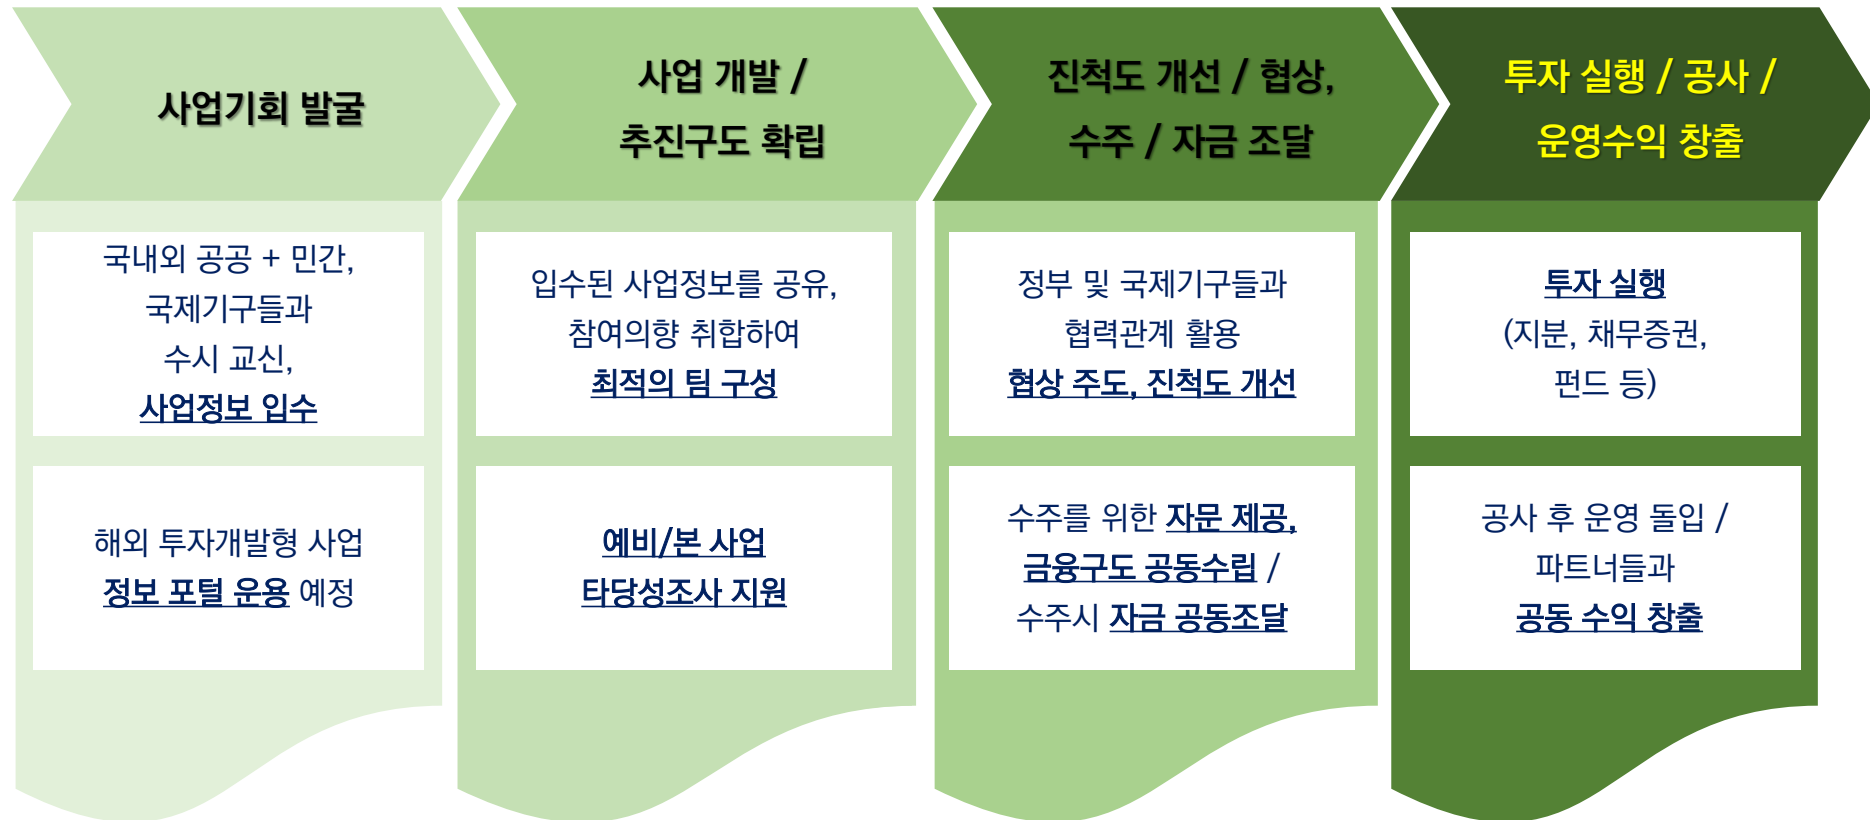 사업기회 발굴
국내외 공공 + 민간,
국제기구들과
수시 교신,
사업정보 입수
해외 투자개발형 사업
정보 포털 운용 예정
사업 개발 /
추진구도 확립
입수된 사업정보를 공유,
참여의향 취합하여
최적의 팀 구성
예비/본 사업
타당성조사 지원
진척도 개선 / 협상,
수주 / 자금 조달
정부 및 국제기구들과
협력관계 활용
협상 주도, 진척도 개선
수주를 위한 자문 제공,
금융구도 공동수립 /
수주시 자금 공동조달
투자 실행 / 공사 /
운영수익 창출
투자 실행
(지분, 채무증권,
펀드 등)
공사 후 운영 돌입 /
파트너들과
공동 수익 창출